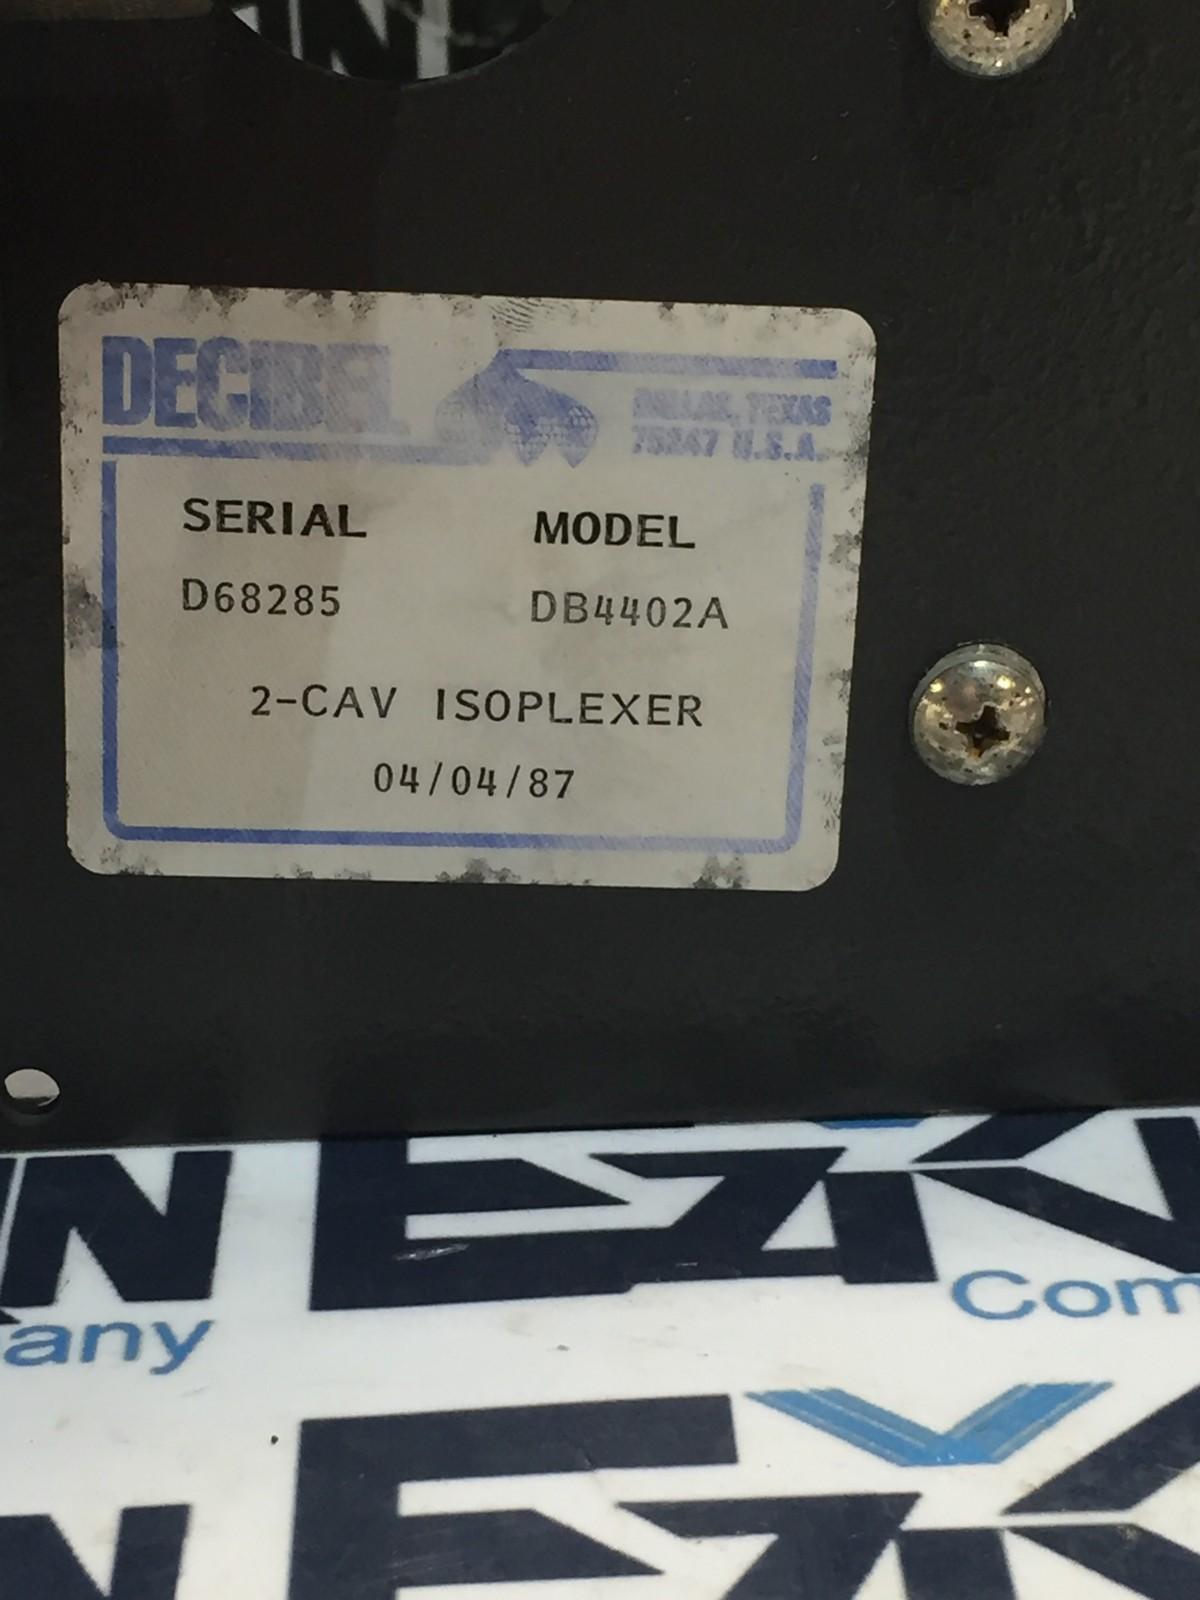 DECIBEL
DALLAS, TEXAS
75247 U.S.A.
SERIAL MODEL
D68285 DB4402A
2-CAV ISOPLEXER
04/04/87
Com
any